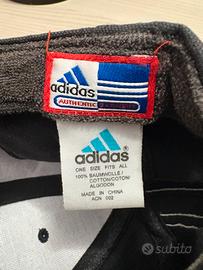 adidas
AUTHENTIC
adidas
ONE SIZE FITS ALL
100% BAUMWOLLE /
COTTON/COTON/
ALGODON
MADE IN CHINA
ACN 002
subito